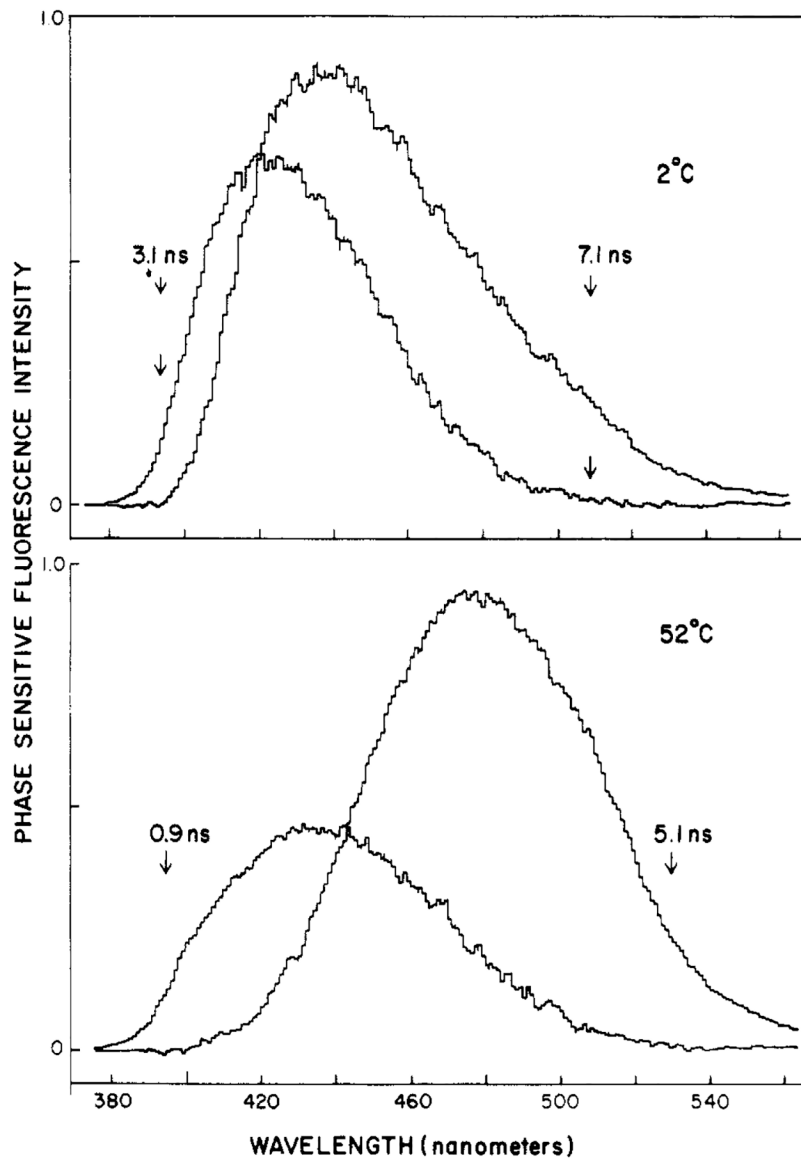 1.0
2°C
3.1 ns
7.1 ns
0
1.0
52°C
0.9 ns
5.1 ns
0
380 420 460 500 540
WAVELENGTH (nanometers)
PHASE SENSITIVE FLUORESCENCE INTENSITY